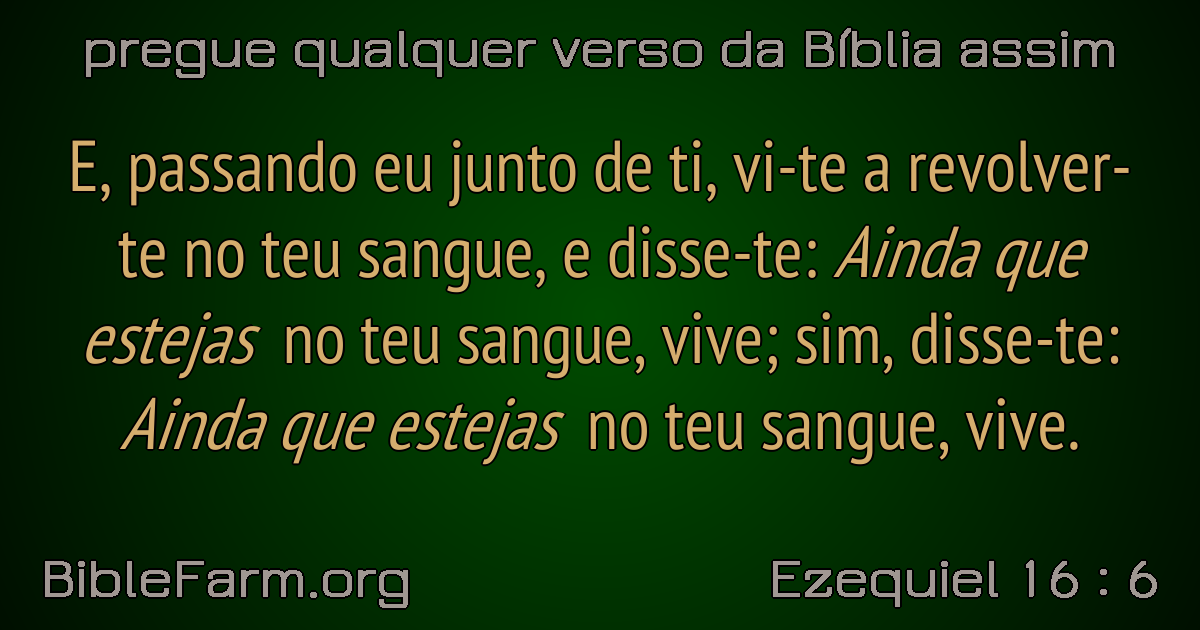 pregue qualquer verso da Bíblia assim
E, passando eu junto de ti, vi-te a revolver-
te no teu sangue, e disse-te: Ainda que
estejas no teu sangue, vive; sim, disse-te:
Ainda que estejas no teu sangue, vive.
BibleFarm.org
Ezequiel 16 : 6